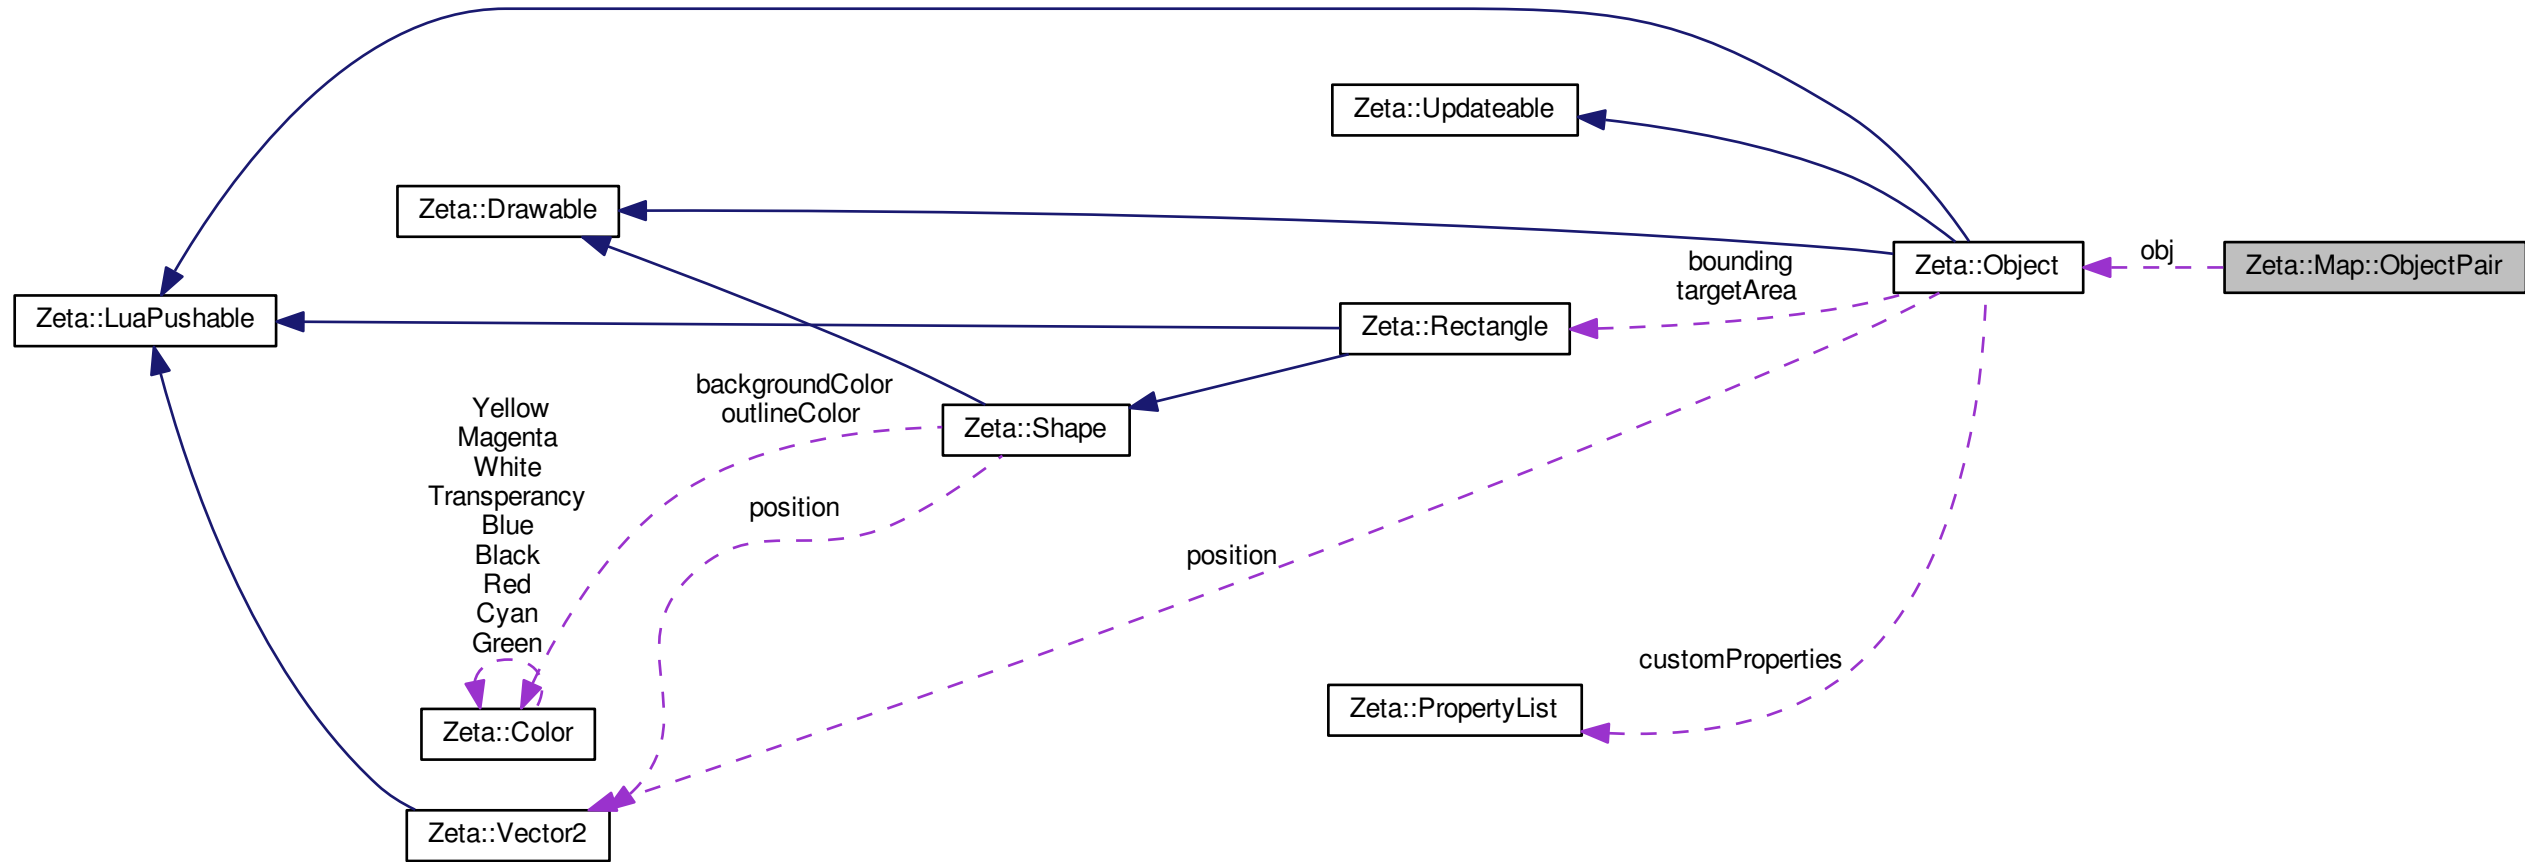 Zeta::Updateable
Zeta::Drawable
Zeta::Object
obj
Zeta::Map::ObjectPair
bounding
targetArea
Zeta::LuaPushable
Zeta::Rectangle
backgroundColor
outlineColor
Zeta::Shape
Yellow
Magenta
White
Transperancy
Blue
Black
Red
Cyan
Green
position
position
customProperties
Zeta::PropertyList
Zeta::Color
Zeta::Vector2